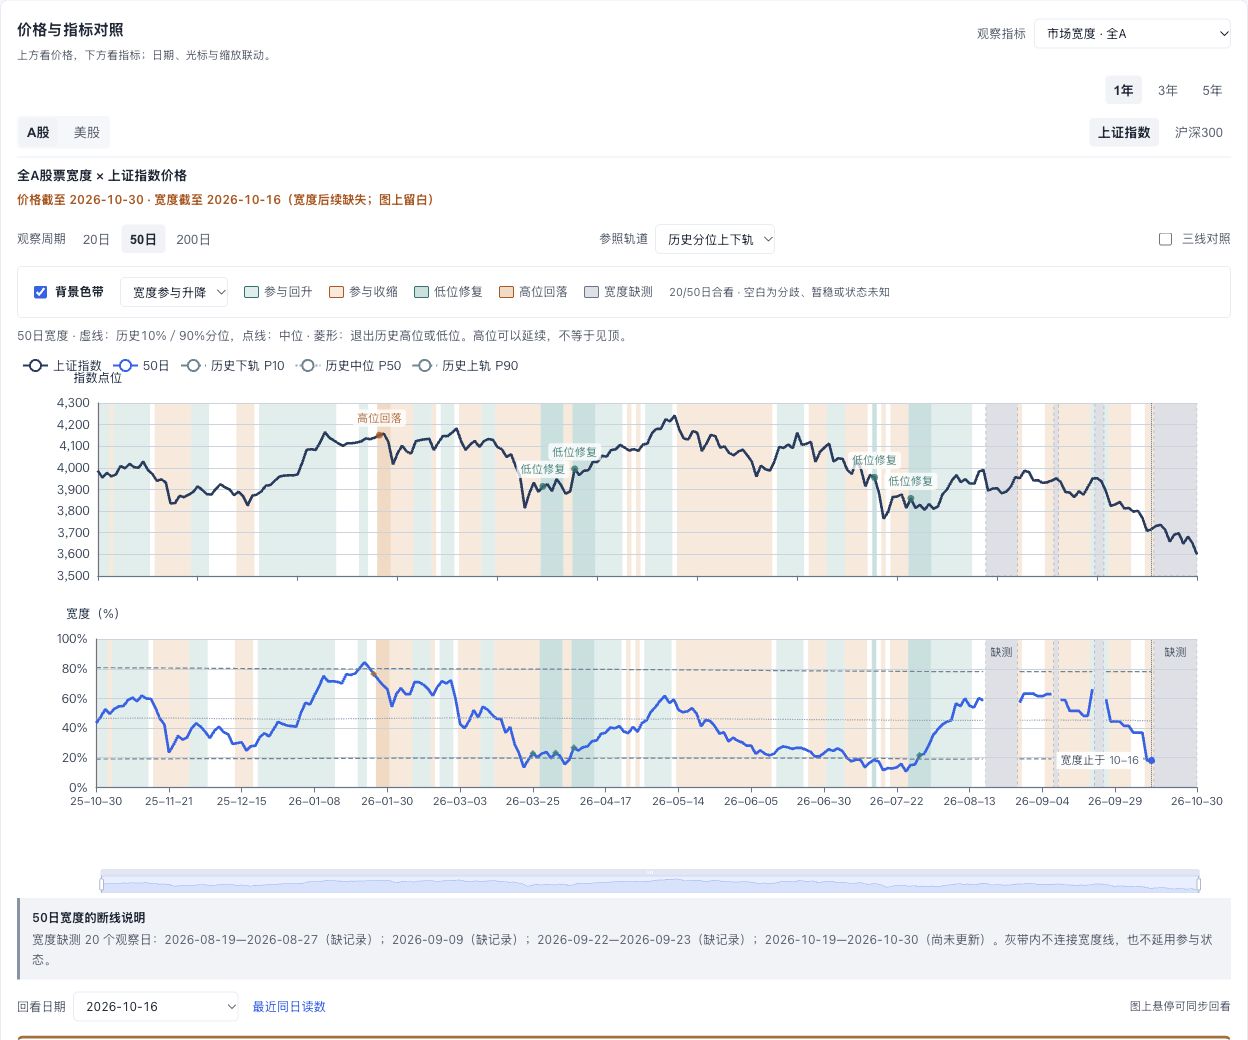 价格与指标对照
上方看价格，下方看指标；日期、光标与缩放联动。
观察指标 市场宽度 · 全A
1年 3年 5年
A股 美股
上证指数 沪深300
全A股票宽度 × 上证指数价格
价格截至 2026-10-30 · 宽度截至 2026-10-16（宽度后续缺失；图上留白）
观察周期 20日 50日 200日
参照轨道 历史分位上下轨
三线对照
背景色带 宽度参与升降 参与回升 参与收缩 低位修复 高位回落 宽度缺测 20/50日合看 · 空白为分歧、暂稳或状态未知
50日宽度 · 虚线：历史10% / 90%分位，点线：中位 · 菱形：退出历史高位或低位。高位可以延续，不等于见顶。
上证指数 50日 历史下轨 P10 历史中位 P50 历史上轨 P90
指数点位
4,300
4,200
4,100
4,000
3,900
3,800
3,700
3,600
3,500
高位回落
低位修复
低位修复
低位修复
低位修复
宽度（%）
100%
80%
60%
40%
20%
0%
缺测
缺测
宽度止于 10-16
25-10-30 25-11-21 25-12-15 26-01-08 26-01-30 26-03-03 26-03-25 26-04-17 26-05-14 26-06-05 26-06-30 26-07-22 26-08-13 26-09-04 26-09-29 26-10-30
50日宽度的断线说明
宽度缺测 20 个观察日：2026-08-19—2026-08-27（缺记录）；2026-09-09（缺记录）；2026-09-22—2026-09-23（缺记录）；2026-10-19—2026-10-30（尚未更新）。灰带内不连接宽度线，也不延用参与状
态。
回看日期 2026-10-16 最近同日读数
图上悬停可同步回看